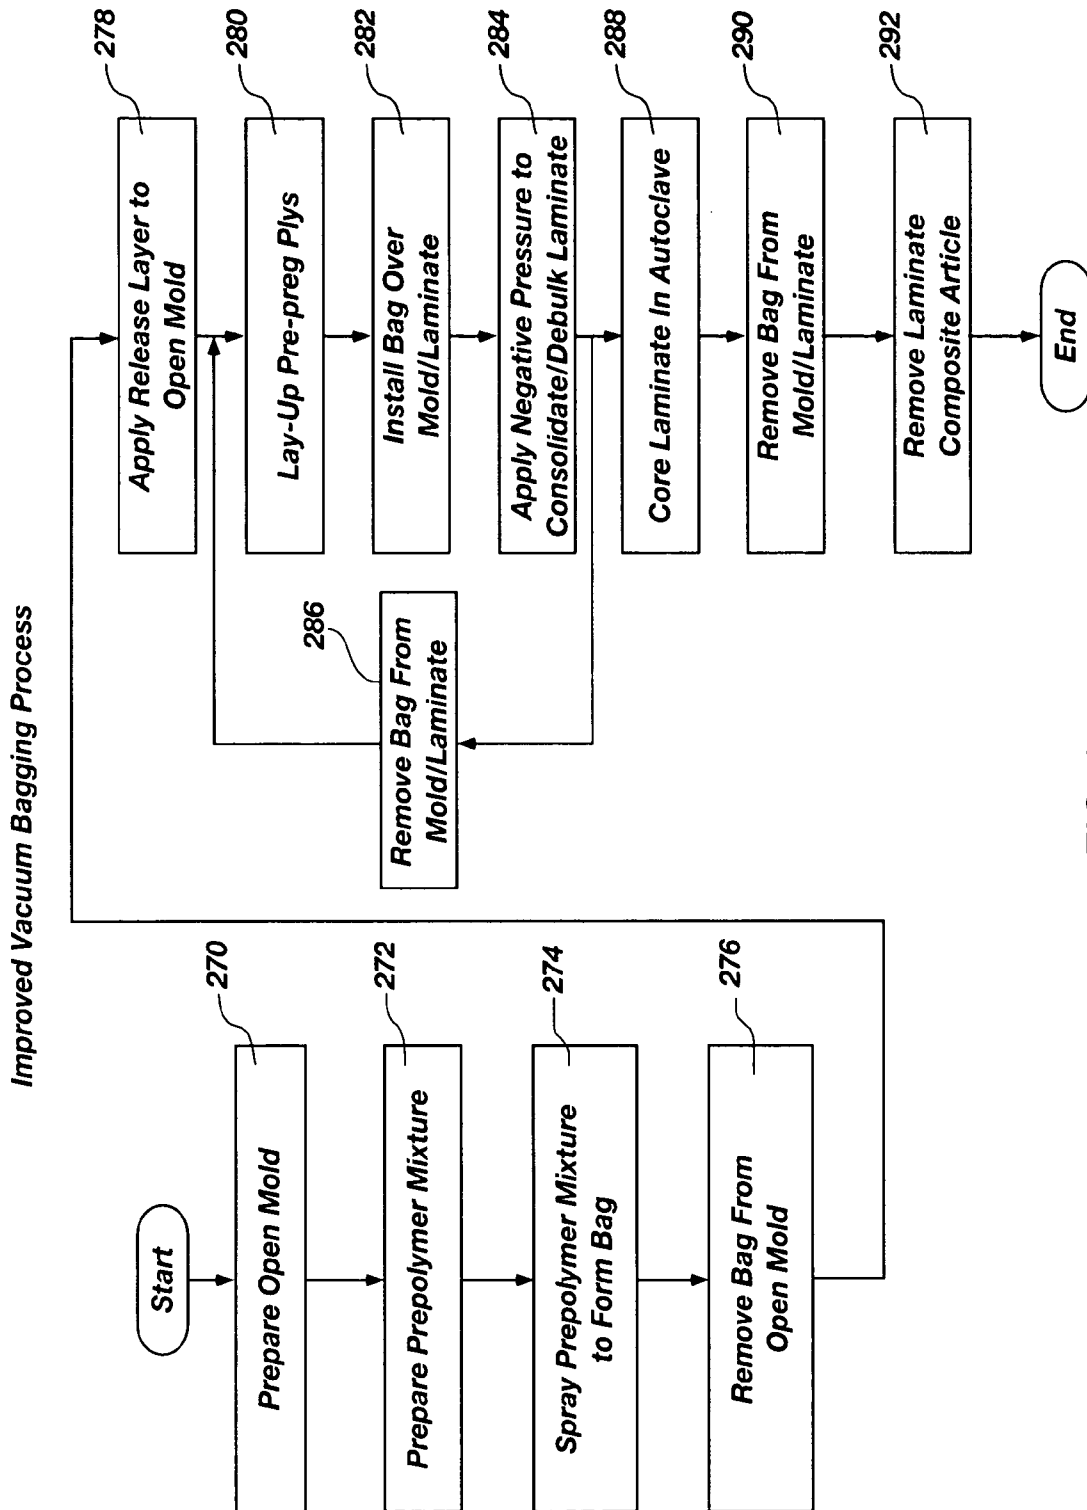 Improved Vacuum Bagging Process
Start
270
Prepare Open Mold
272
Prepare Prepolymer Mixture
274
Spray Prepolymer Mixture
to Form Bag
276
Remove Bag From
Open Mold
278
Apply Release Layer to
Open Mold
280
Lay-Up Pre-preg Plys
282
Install Bag Over
Mold/Laminate
284
Apply Negative Pressure to
Consolidate/Debulk Laminate
286
Remove Bag From
Mold/Laminate
288
Core Laminate In Autoclave
290
Remove Bag From
Mold/Laminate
292
Remove Laminate
Composite Article
End